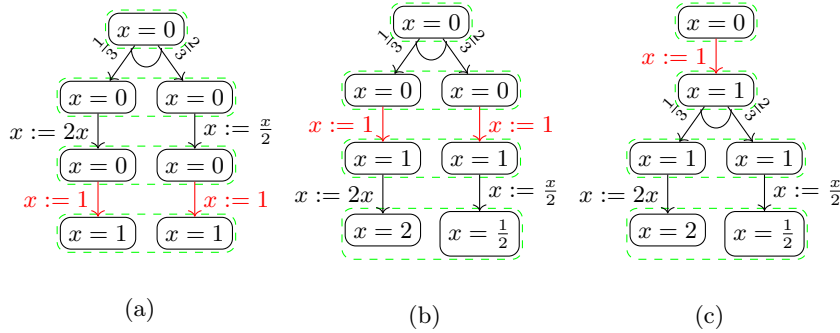 x = 0
1/3 2/3
x = 0 x = 0
x := 2x x := x/2
x = 0 x = 0
x := 1 x := 1
x = 1 x = 1
(a)
x = 0
1/3 2/3
x = 0 x = 0
x := 1 x := 1
x = 1 x = 1
x := 2x x := x/2
x = 2 x = 1/2
(b)
x = 0
x := 1
x = 1
1/3 2/3
x = 1 x = 1
x := 2x x := x/2
x = 2 x = 1/2
(c)